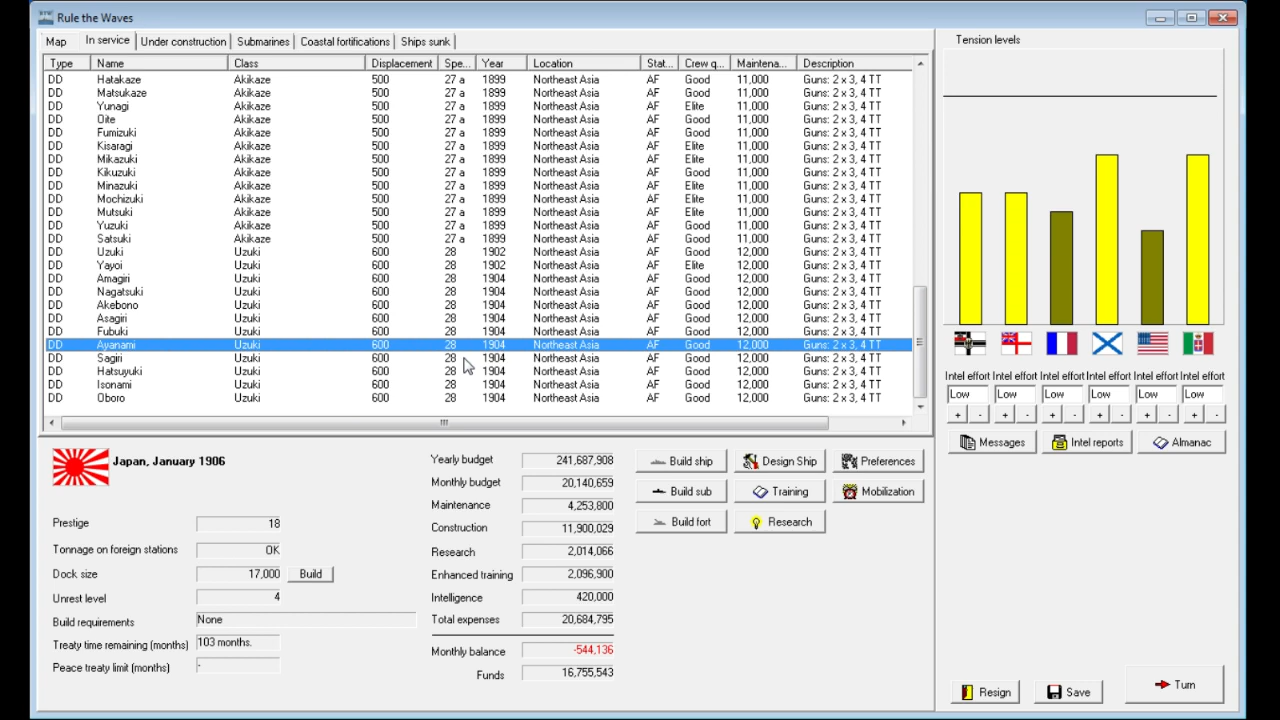 Rule the Waves
Map In service Under construction Submarines Coastal fortifications Ships sunk
Type Name Class Displacement Spe... Year Location Stat... Crew q... Maintena... Description
DD Hatakaze Akikaze 500 27 a 1899 Northeast Asia AF Good 11,000 Guns: 2 x 3, 4 TT
DD Matsukaze Akikaze 500 27 a 1899 Northeast Asia AF Good 11,000 Guns: 2 x 3, 4 TT
DD Yunagi Akikaze 500 27 a 1899 Northeast Asia AF Elite 11,000 Guns: 2 x 3, 4 TT
DD Oite Akikaze 500 27 a 1899 Northeast Asia AF Good 11,000 Guns: 2 x 3, 4 TT
DD Fumizuki Akikaze 500 27 a 1899 Northeast Asia AF Good 11,000 Guns: 2 x 3, 4 TT
DD Kisaragi Akikaze 500 27 a 1899 Northeast Asia AF Elite 11,000 Guns: 2 x 3, 4 TT
DD Mikazuki Akikaze 500 27 a 1899 Northeast Asia AF Elite 11,000 Guns: 2 x 3, 4 TT
DD Kikuzuki Akikaze 500 27 a 1899 Northeast Asia AF Good 11,000 Guns: 2 x 3, 4 TT
DD Minazuki Akikaze 500 27 a 1899 Northeast Asia AF Elite 11,000 Guns: 2 x 3, 4 TT
DD Mochizuki Akikaze 500 27 a 1899 Northeast Asia AF Elite 11,000 Guns: 2 x 3, 4 TT
DD Mutsuki Akikaze 500 27 a 1899 Northeast Asia AF Elite 11,000 Guns: 2 x 3, 4 TT
DD Yuzuki Akikaze 500 27 a 1899 Northeast Asia AF Good 11,000 Guns: 2 x 3, 4 TT
DD Satsuki Akikaze 500 27 a 1899 Northeast Asia AF Good 11,000 Guns: 2 x 3, 4 TT
DD Uzuki Uzuki 600 28 1902 Northeast Asia AF Good 12,000 Guns: 2 x 3, 4 TT
DD Yayoi Uzuki 600 28 1902 Northeast Asia AF Elite 12,000 Guns: 2 x 3, 4 TT
DD Amagiri Uzuki 600 28 1904 Northeast Asia AF Good 12,000 Guns: 2 x 3, 4 TT
DD Nagatsuki Uzuki 600 28 1904 Northeast Asia AF Good 12,000 Guns: 2 x 3, 4 TT
DD Akebono Uzuki 600 28 1904 Northeast Asia AF Good 12,000 Guns: 2 x 3, 4 TT
DD Asagiri Uzuki 600 28 1904 Northeast Asia AF Good 12,000 Guns: 2 x 3, 4 TT
DD Fubuki Uzuki 600 28 1904 Northeast Asia AF Good 12,000 Guns: 2 x 3, 4 TT
DD Ayanami Uzuki 600 28 1904 Northeast Asia AF Good 12,000 Guns: 2 x 3, 4 TT
DD Sagiri Uzuki 600 28 1904 Northeast Asia AF Good 12,000 Guns: 2 x 3, 4 TT
DD Hatsuyuki Uzuki 600 28 1904 Northeast Asia AF Good 12,000 Guns: 2 x 3, 4 TT
DD Isonami Uzuki 600 28 1904 Northeast Asia AF Good 12,000 Guns: 2 x 3, 4 TT
DD Oboro Uzuki 600 28 1904 Northeast Asia AF Good 12,000 Guns: 2 x 3, 4 TT
Japan, January 1906
Prestige 18
Tonnage on foreign stations OK
Dock size 17,000 Build
Unrest level 4
Build requirements None
Treaty time remaining (months) 103 months.
Peace treaty limit (months) -
Yearly budget 241,687,908
Monthly budget 20,140,659
Maintenance 4,253,800
Construction 11,900,029
Research 2,014,066
Enhanced training 2,096,900
Intelligence 420,000
Total expenses 20,684,795
Monthly balance -544,136
Funds 16,755,543
Build ship Design Ship Preferences
Build sub Training Mobilization
Build fort Research
Tension levels
Intel effort Intel effort Intel effort Intel effort Intel effort Intel effort
Low Low Low Low Low Low
+ - + - + - + - + - + -
Messages Intel reports Almanac
Resign Save Turn